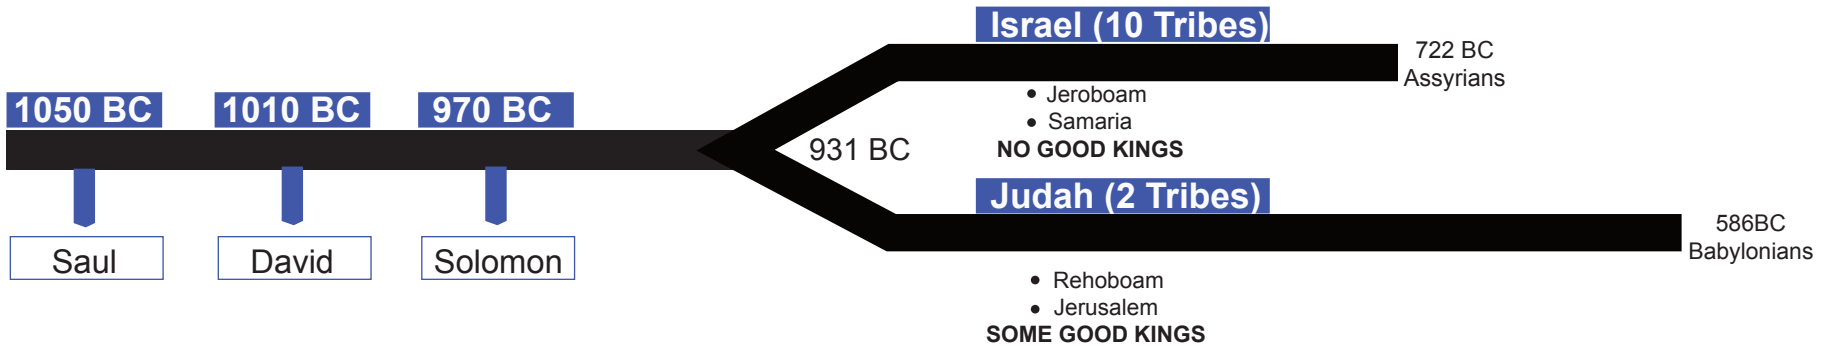 1050 BC
1010 BC
970 BC
Saul
David
Solomon
931 BC
Israel (10 Tribes)
• Jeroboam
• Samaria
NO GOOD KINGS
722 BC
Assyrians
Judah (2 Tribes)
• Rehoboam
• Jerusalem
SOME GOOD KINGS
586BC
Babylonians